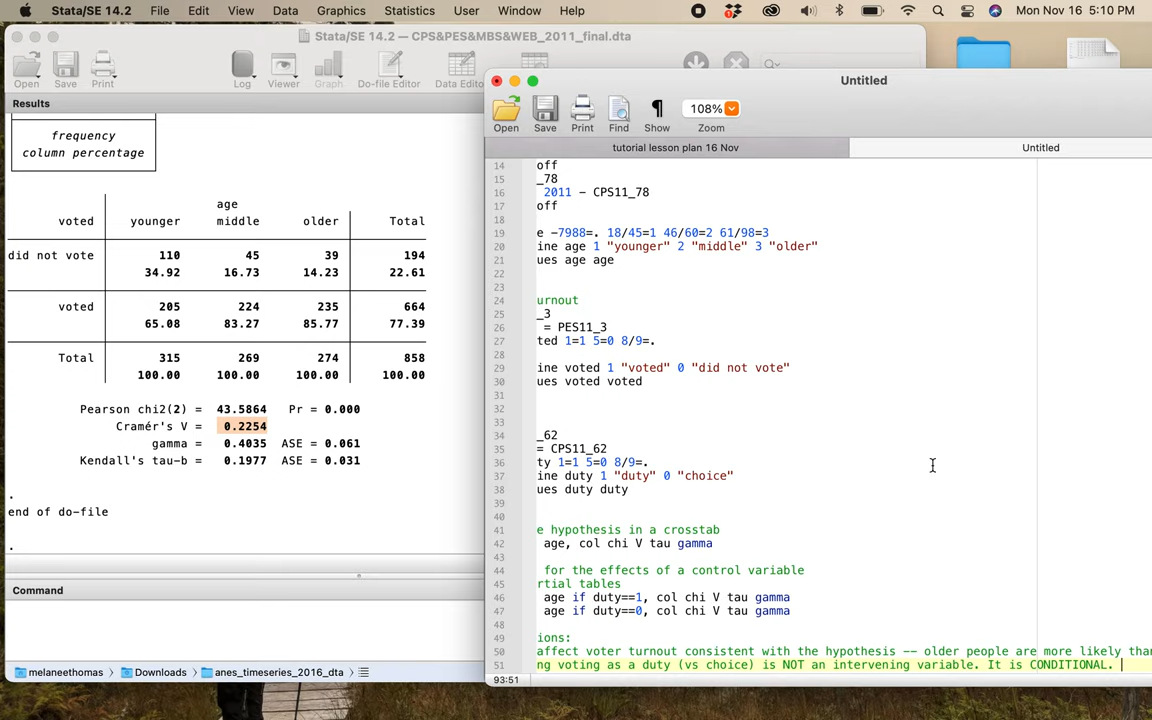 Stata/SE 14.2 File Edit View Data Graphics Statistics User Window Help Mon Nov 16 5:10 PM
Stata/SE 14.2 — CPS&PES&MBS&WEB_2011_final.dta
Open Save Print Log Viewer Graph Do-file Editor Data Edito
Results
frequency
column percentage
age
voted younger middle older Total
did not vote 110 45 39 194
34.92 16.73 14.23 22.61
voted 205 224 235 664
65.08 83.27 85.77 77.39
Total 315 269 274 858
100.00 100.00 100.00 100.00
Pearson chi2(2) = 43.5864 Pr = 0.000
Cramér's V = 0.2254
gamma = 0.4035 ASE = 0.061
Kendall's tau-b = 0.1977 ASE = 0.031
.
end of do-file
.
Command
melaneethomas Downloads anes_timeseries_2016_dta
Untitled
Open Save Print Find Show 108% Zoom
tutorial lesson plan 16 Nov Untitled
14 off
15 _78
16 2011 - CPS11_78
17 off
18
19 e -7988=. 18/45=1 46/60=2 61/98=3
20 ine age 1 "younger" 2 "middle" 3 "older"
21 ues age age
22
23
24 urnout
25 _3
26 = PES11_3
27 ted 1=1 5=0 8/9=.
28
29 ine voted 1 "voted" 0 "did not vote"
30 ues voted voted
31
32
33
34 _62
35 = CPS11_62
36 ty 1=1 5=0 8/9=.
37 ine duty 1 "duty" 0 "choice"
38 ues duty duty
39
40
41 e hypothesis in a crosstab
42 age, col chi V tau gamma
43
44 for the effects of a control variable
45 rtial tables
46 age if duty==1, col chi V tau gamma
47 age if duty==0, col chi V tau gamma
48
49 ions:
50 affect voter turnout consistent with the hypothesis -- older people are more likely than
51 ng voting as a duty (vs choice) is NOT an intervening variable. It is CONDITIONAL.
93:51